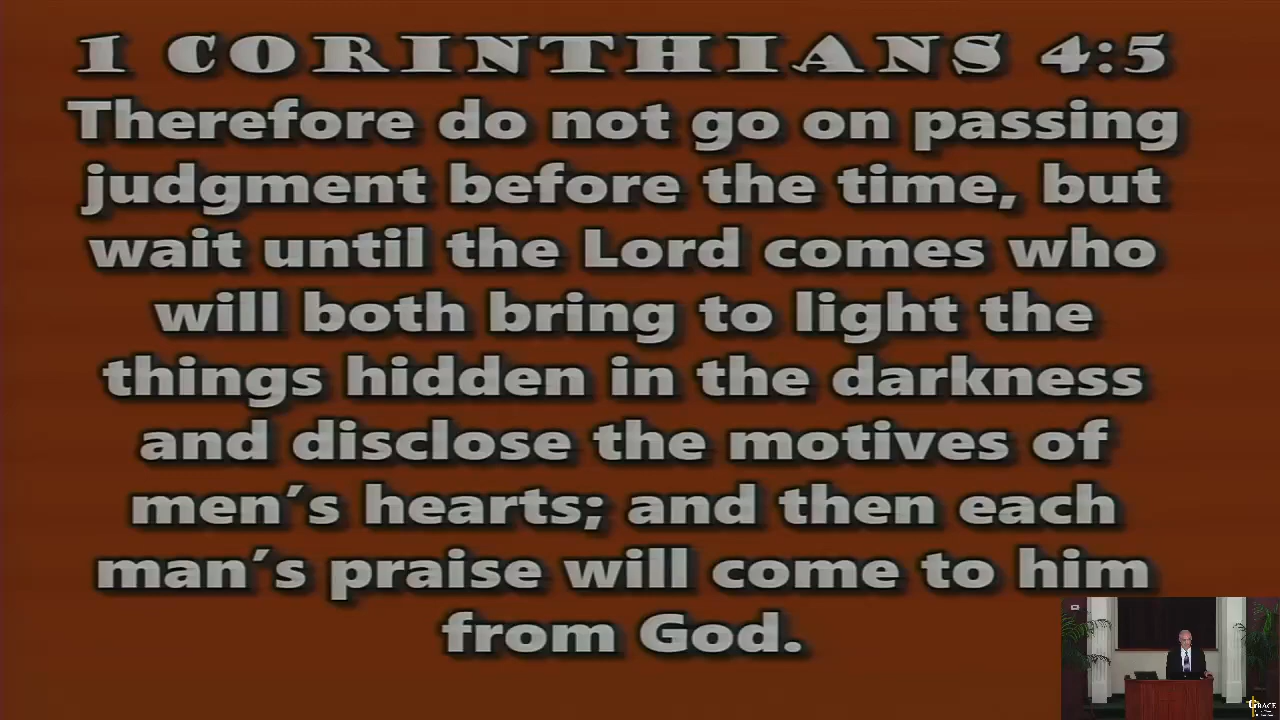 1 CORINTHIANS 4:5
Therefore do not go on passing
judgment before the time, but
wait until the Lord comes who
will both bring to light the
things hidden in the darkness
and disclose the motives of
men’s hearts; and then each
man’s praise will come to him
from God.
GRACE